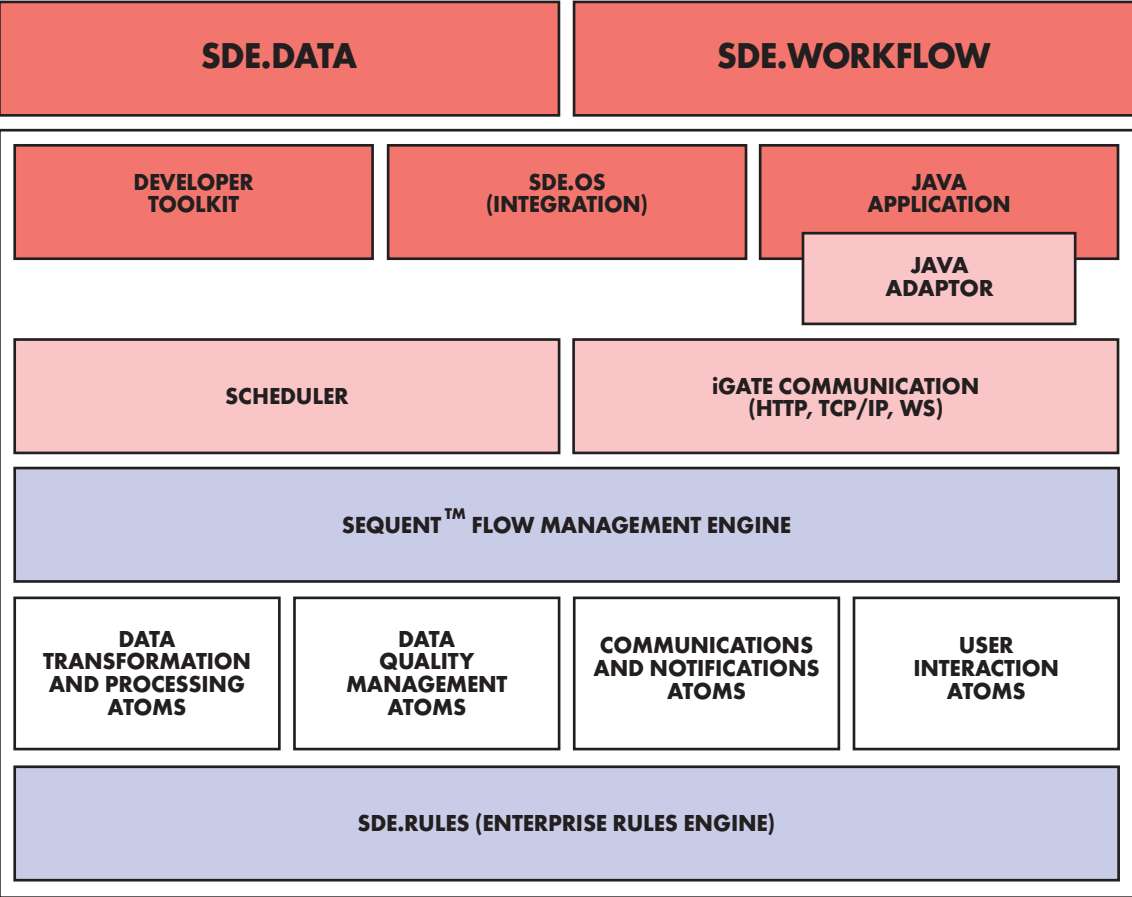 SDE.DATA
SDE.WORKFLOW
DEVELOPER
TOOLKIT
SDE.OS
(INTEGRATION)
JAVA
APPLICATION
JAVA
ADAPTOR
SCHEDULER
iGATE COMMUNICATION
(HTTP, TCP/IP, WS)
SEQUENT™ FLOW MANAGEMENT ENGINE
DATA
TRANSFORMATION
AND PROCESSING
ATOMS
DATA
QUALITY
MANAGEMENT
ATOMS
COMMUNICATIONS
AND NOTIFICATIONS
ATOMS
USER
INTERACTION
ATOMS
SDE.RULES (ENTERPRISE RULES ENGINE)